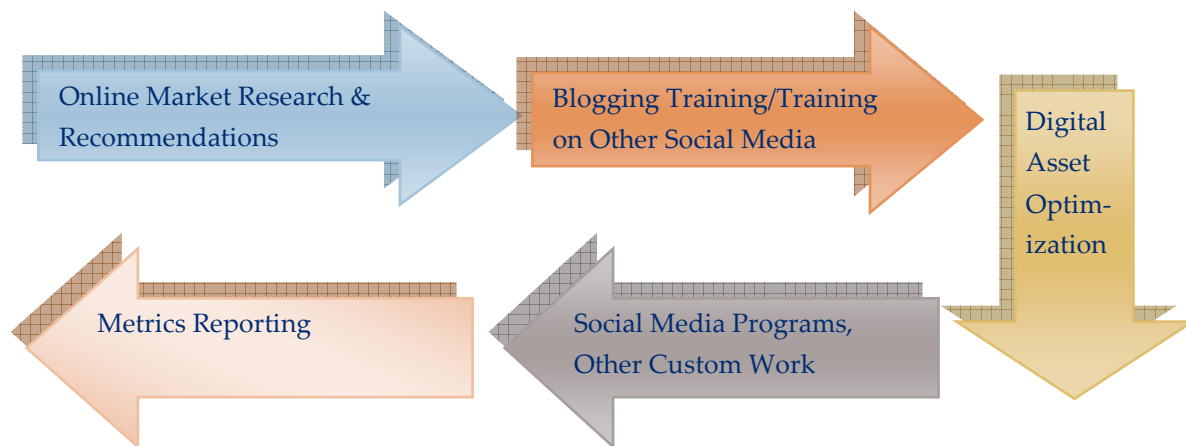 Online Market Research &
Recommendations
Blogging Training/Training
on Other Social Media
Digital
Asset
Optim-
ization
Social Media Programs,
Other Custom Work
Metrics Reporting